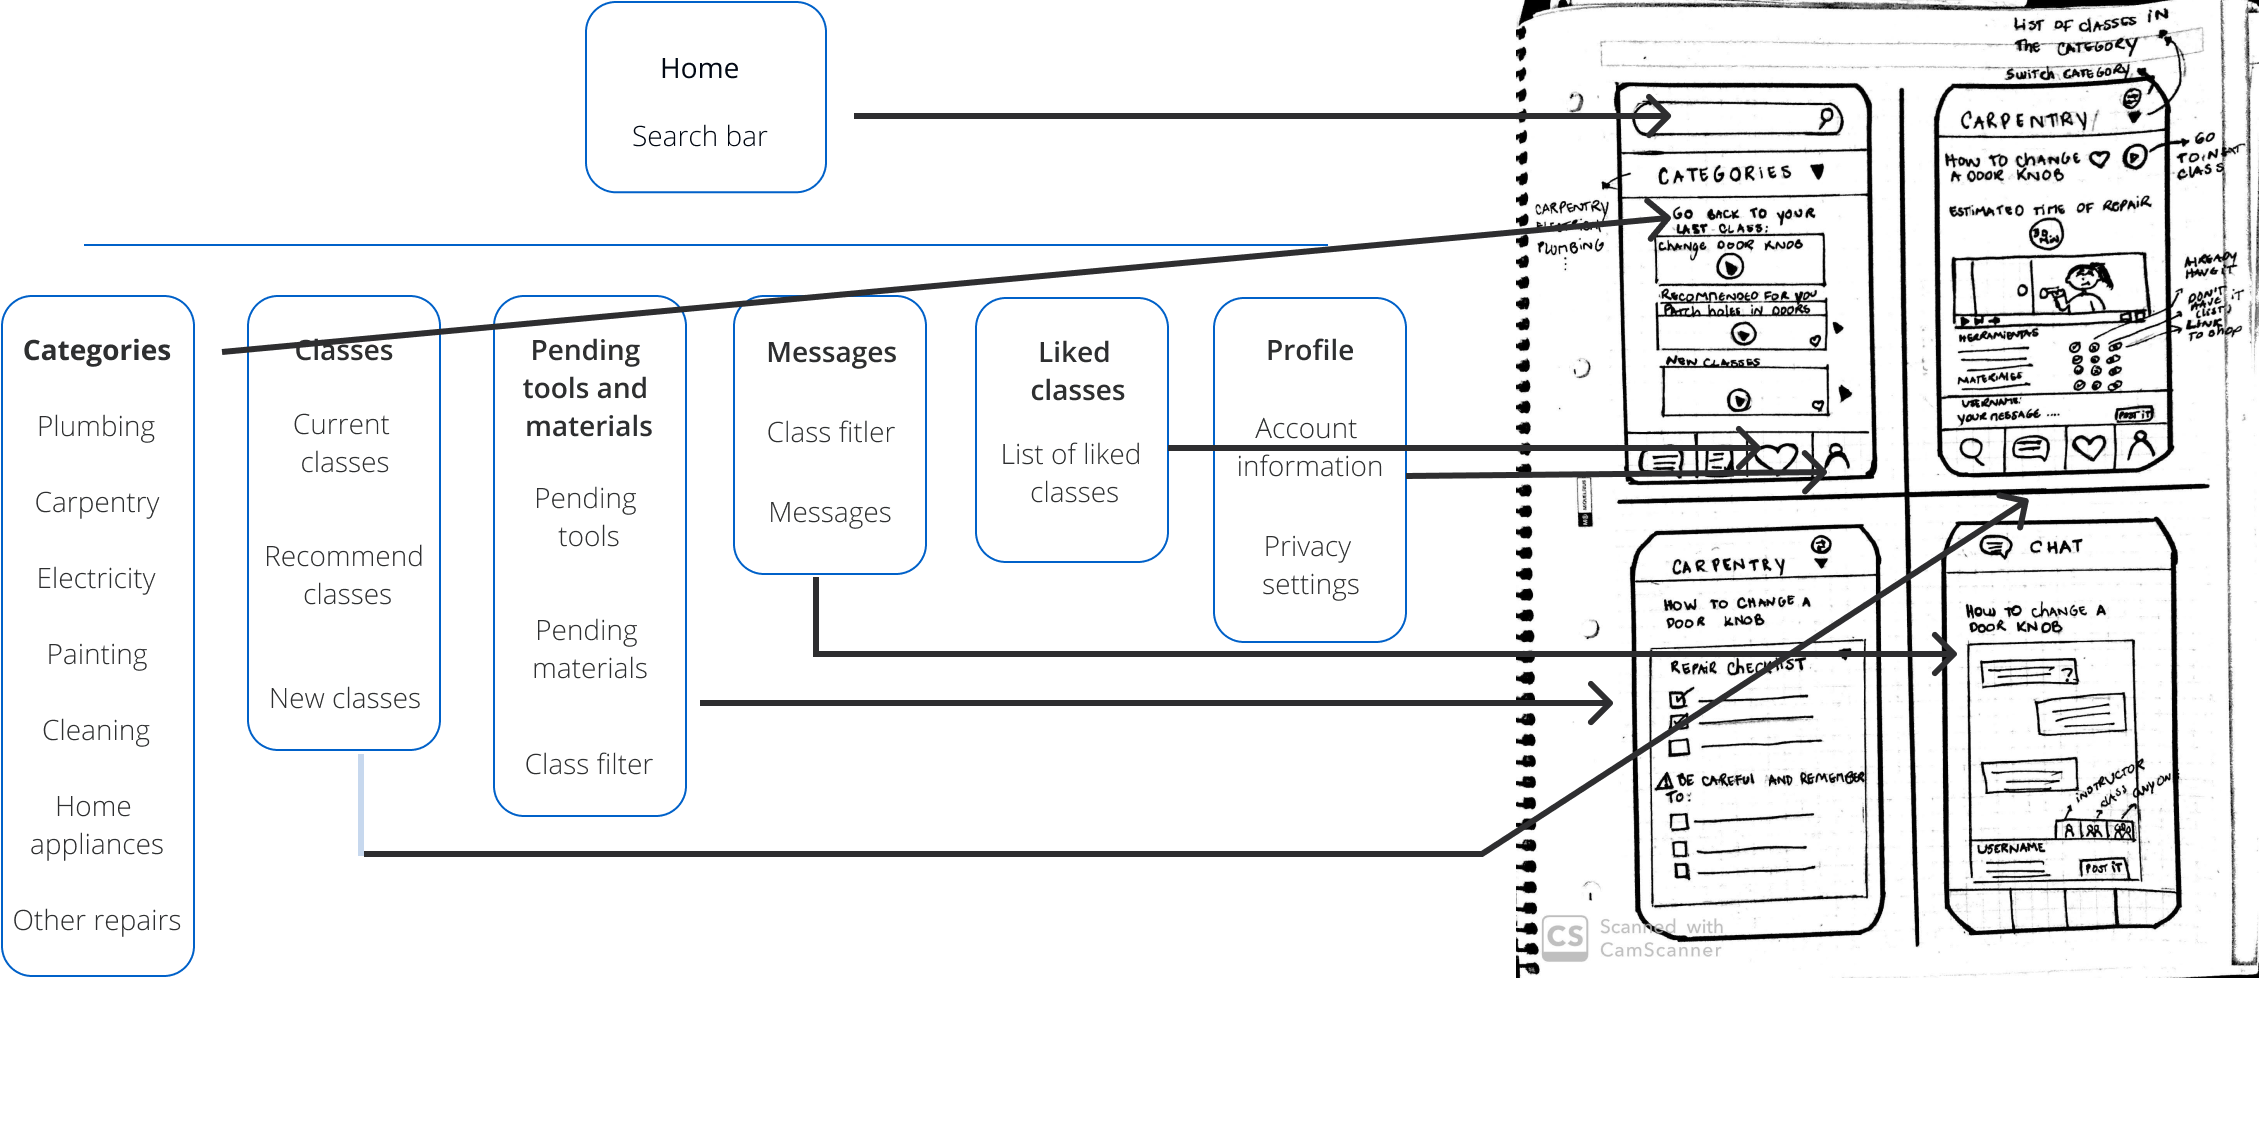 Home
Search bar
Categories
Plumbing
Carpentry
Electricity
Painting
Cleaning
Home
appliances
Other repairs
Classes
Current
classes
Recommend
classes
New classes
Pending
tools and
materials
Pending
tools
Pending
materials
Class filter
Messages
Class fitler
Messages
Liked
classes
List of liked
classes
Profile
Account
information
Privacy
settings
LIST OF CLASSES IN
THE CATEGORY
SWITCH CATEGORY
CATEGORIES
CARPENTRY
PLUMBING
GO BACK TO YOUR
LAST CLASS:
CHANGE DOOR KNOB
RECOMMENDED FOR YOU
PATCH HOLES IN DOORS
NEW CLASSES
CARPENTRY
HOW TO CHANGE
A DOOR KNOB
GO
TO NEXT
CLASS
ESTIMATED TIME OF REPAIR
30
MIN
ALREADY
HAVE IT
DON'T
HAVE IT
(LIST)
LINK
TO SHOP
HERRAMIENTAS
MATERIALES
USERNAME:
YOUR MESSAGE ....
POST IT
CARPENTRY
HOW TO CHANGE A
DOOR KNOB
REPAIR CHECKLIST
BE CAREFUL AND REMEMBER
TO:
CHAT
HOW TO CHANGE A
DOOR KNOB
?
INSTRUCTOR
CLASS
ANYONE
USERNAME
POST IT
CS Scanned with
CamScanner